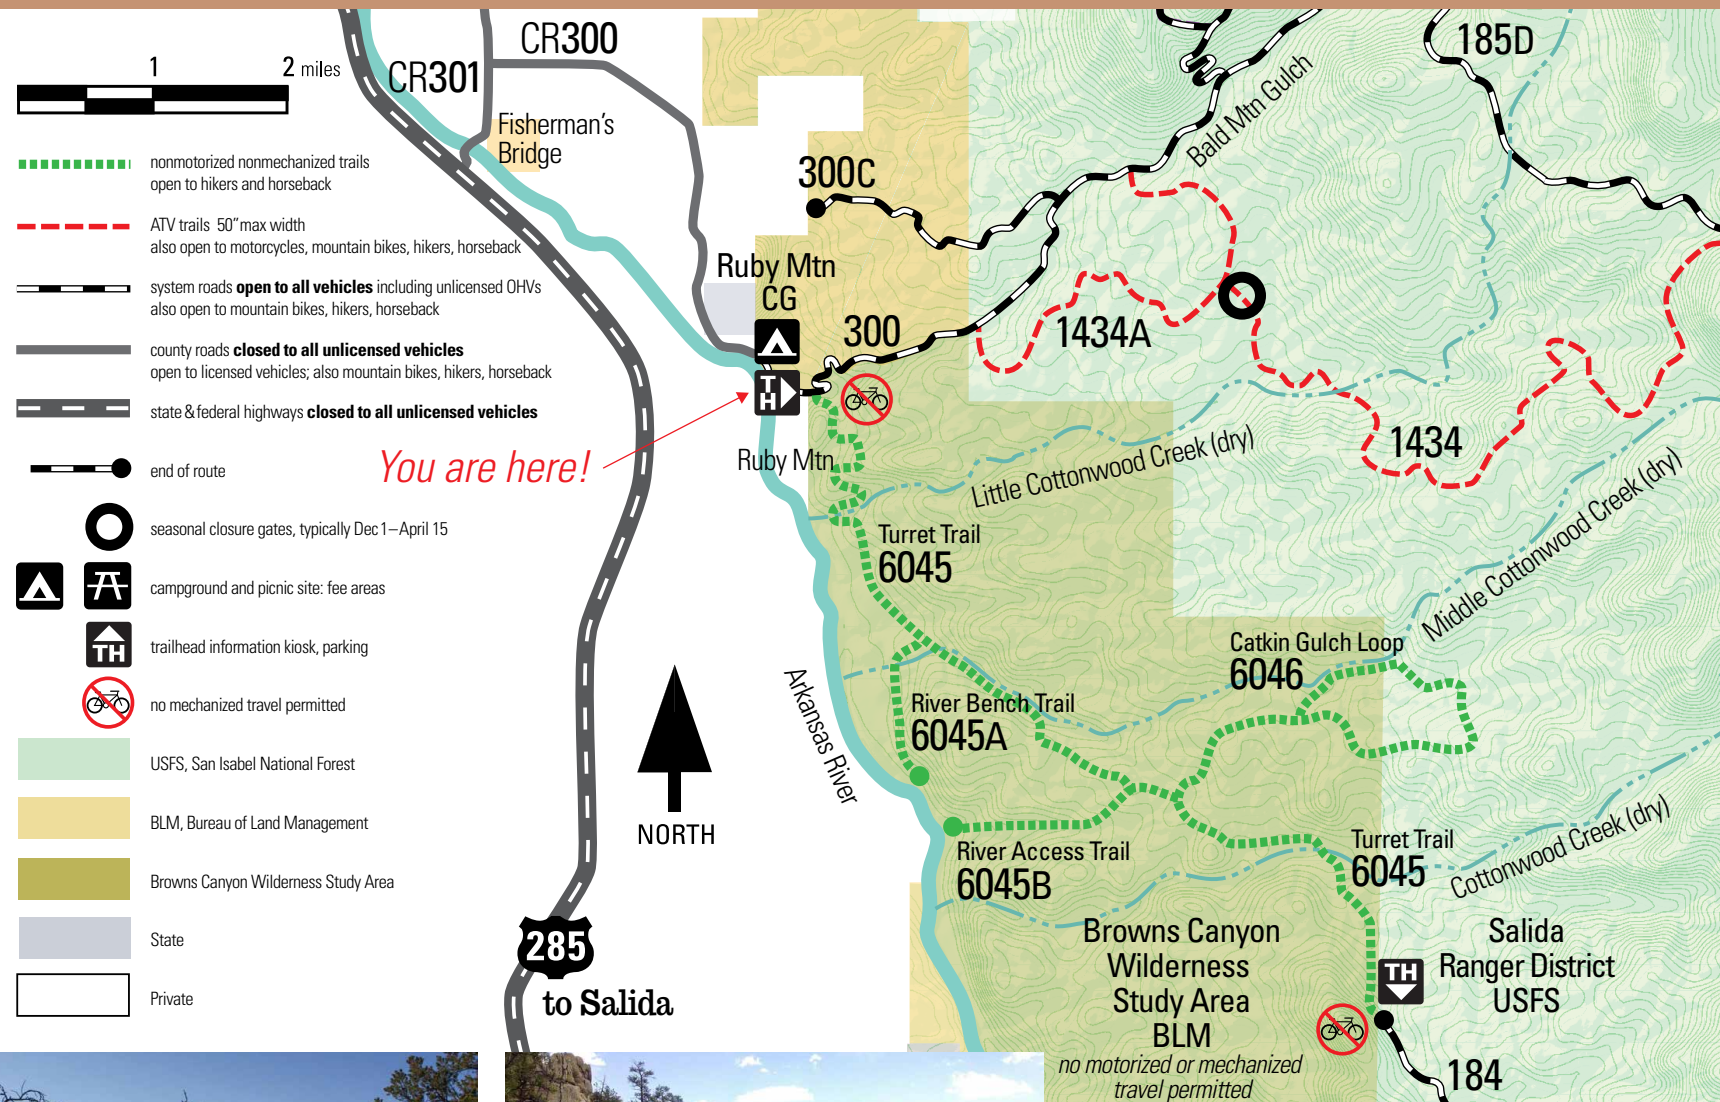 1
2 miles
nonmotorized nonmechanized trails
open to hikers and horseback
ATV trails 50" max width
also open to motorcycles, mountain bikes, hikers, horseback
system roads open to all vehicles including unlicensed OHVs
also open to mountain bikes, hikers, horseback
county roads closed to all unlicensed vehicles
open to licensed vehicles; also mountain bikes, hikers, horseback
state & federal highways closed to all unlicensed vehicles
end of route
seasonal closure gates, typically Dec 1–April 15
campground and picnic site: fee areas
TH
trailhead information kiosk, parking
no mechanized travel permitted
USFS, San Isabel National Forest
BLM, Bureau of Land Management
Browns Canyon Wilderness Study Area
State
Private
CR300
CR301
Fisherman's
Bridge
185D
Bald Mtn Gulch
300C
Ruby Mtn
CG
300
1434A
TH
You are here!
Ruby Mtn
1434
Little Cottonwood Creek (dry)
Middle Cottonwood Creek (dry)
Turret Trail
6045
Catkin Gulch Loop
6046
Arkansas River
River Bench Trail
6045A
NORTH
River Access Trail
6045B
Turret Trail
6045
Cottonwood Creek (dry)
285
to Salida
Browns Canyon
Wilderness
Study Area
BLM
no motorized or mechanized
travel permitted
TH
Salida
Ranger District
USFS
184